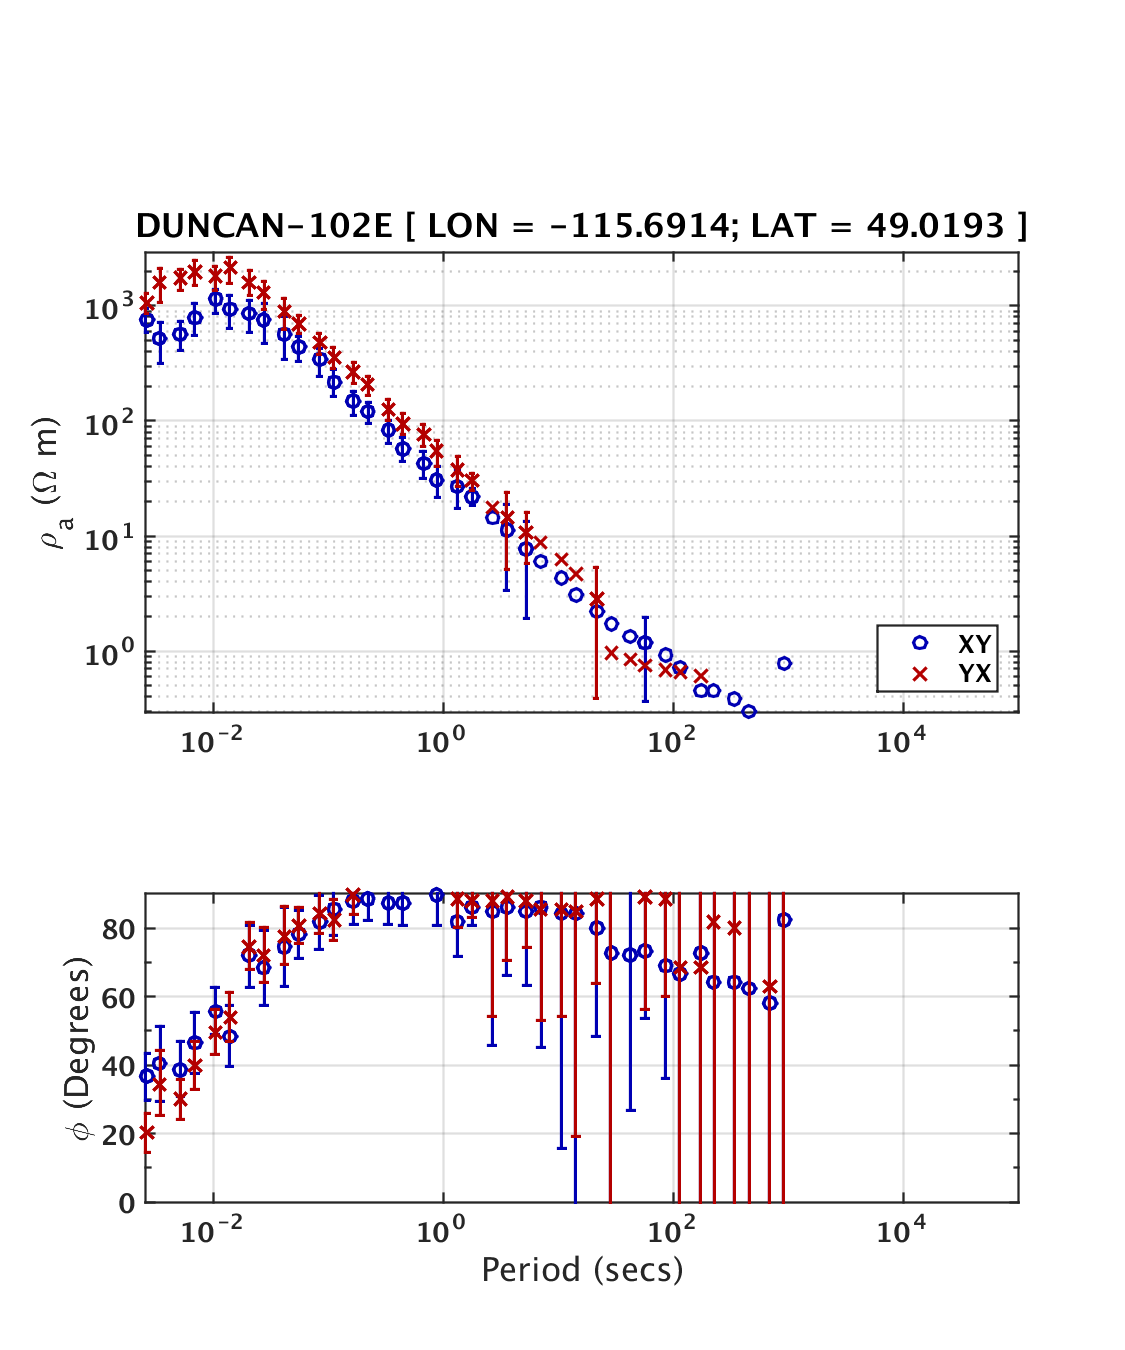 DUNCAN-102E [ LON = -115.6914; LAT = 49.0193 ]
10³
10²
10¹
10⁰
ρₐ (Ω m)
XY
YX
10⁻² 10⁰ 10² 10⁴
80
60
40
20
0
ϕ (Degrees)
10⁻² 10⁰ 10² 10⁴
Period (secs)